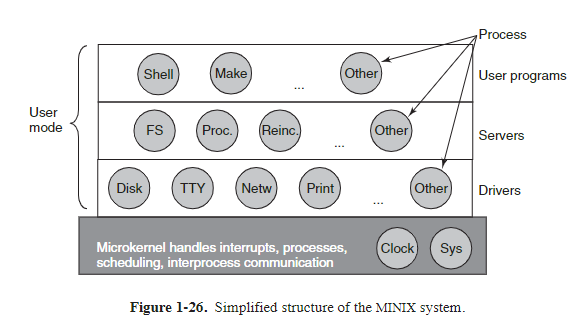 Process
Shell Make ... Other User programs
User
mode
FS Proc. Reinc. ... Other Servers
Disk TTY Netw Print ... Other Drivers
Microkernel handles interrupts, processes,
scheduling, interprocess communication
Clock Sys
Figure 1-26. Simplified structure of the MINIX system.